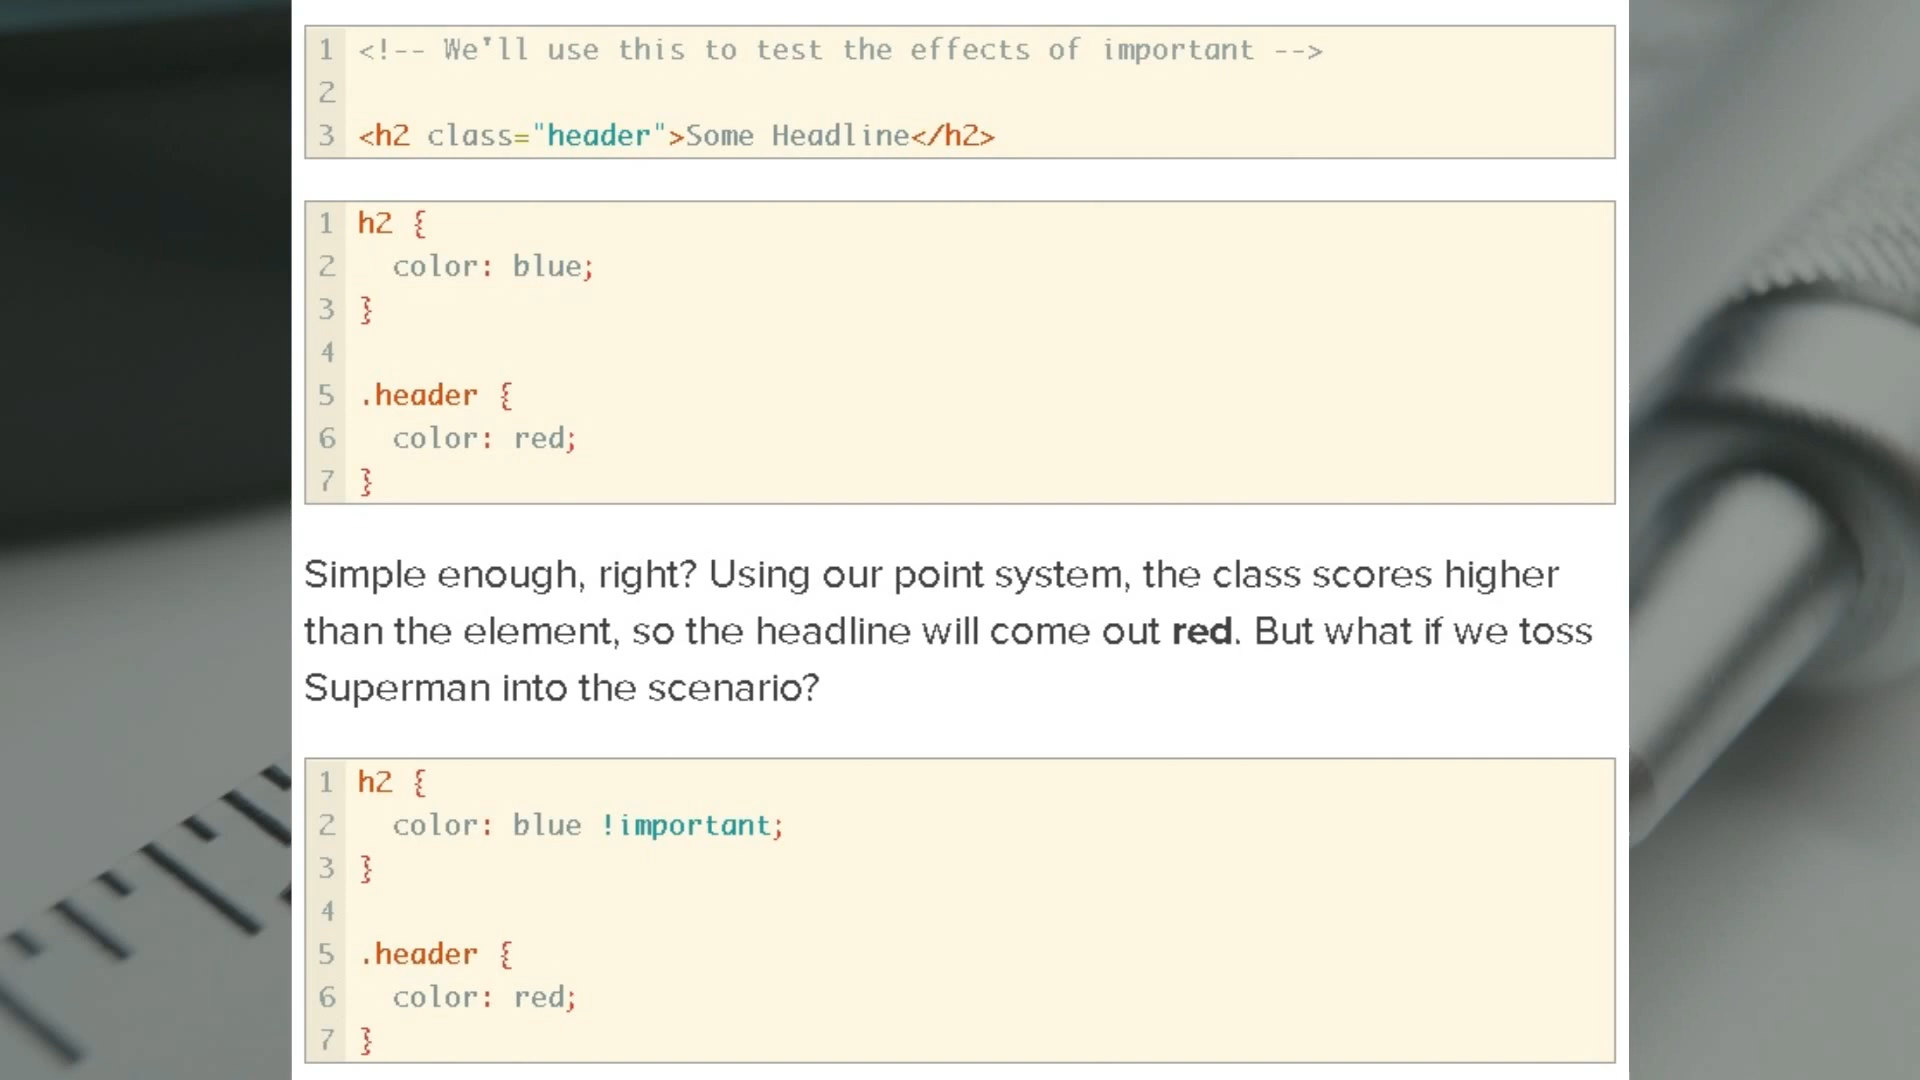 1 <!-- We'll use this to test the effects of important -->
2
3 <h2 class="header">Some Headline</h2>
1 h2 {
2 color: blue;
3 }
4
5 .header {
6 color: red;
7 }
Simple enough, right? Using our point system, the class scores higher
than the element, so the headline will come out red. But what if we toss
Superman into the scenario?
1 h2 {
2 color: blue !important;
3 }
4
5 .header {
6 color: red;
7 }